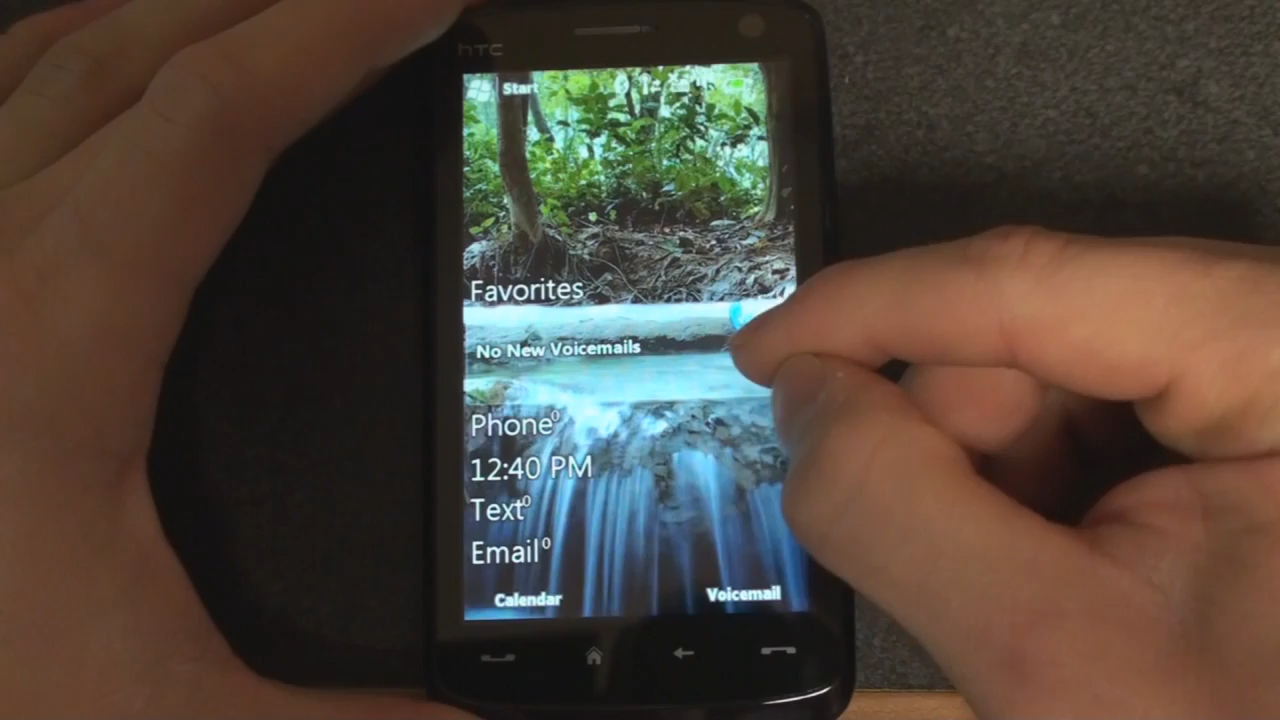 hTC
Start
Favorites
No New Voicemails
Phone0
12:40 PM
Text0
Email0
Calendar
Voicemail